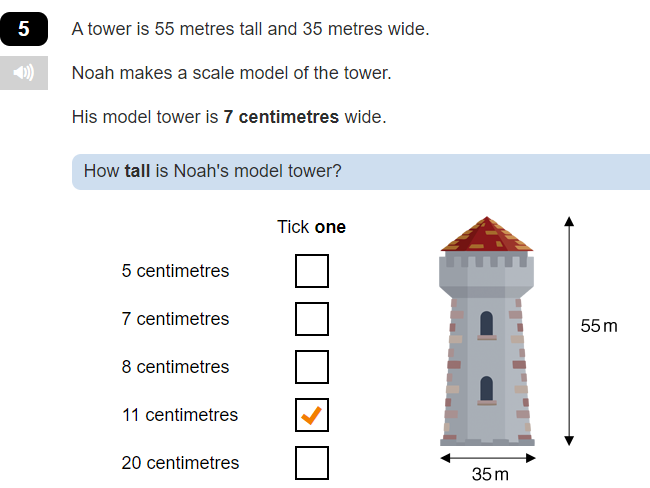 5
A tower is 55 metres tall and 35 metres wide.
Noah makes a scale model of the tower.
His model tower is 7 centimetres wide.
How tall is Noah's model tower?
Tick one
5 centimetres
7 centimetres
8 centimetres
11 centimetres
20 centimetres
55 m
35 m